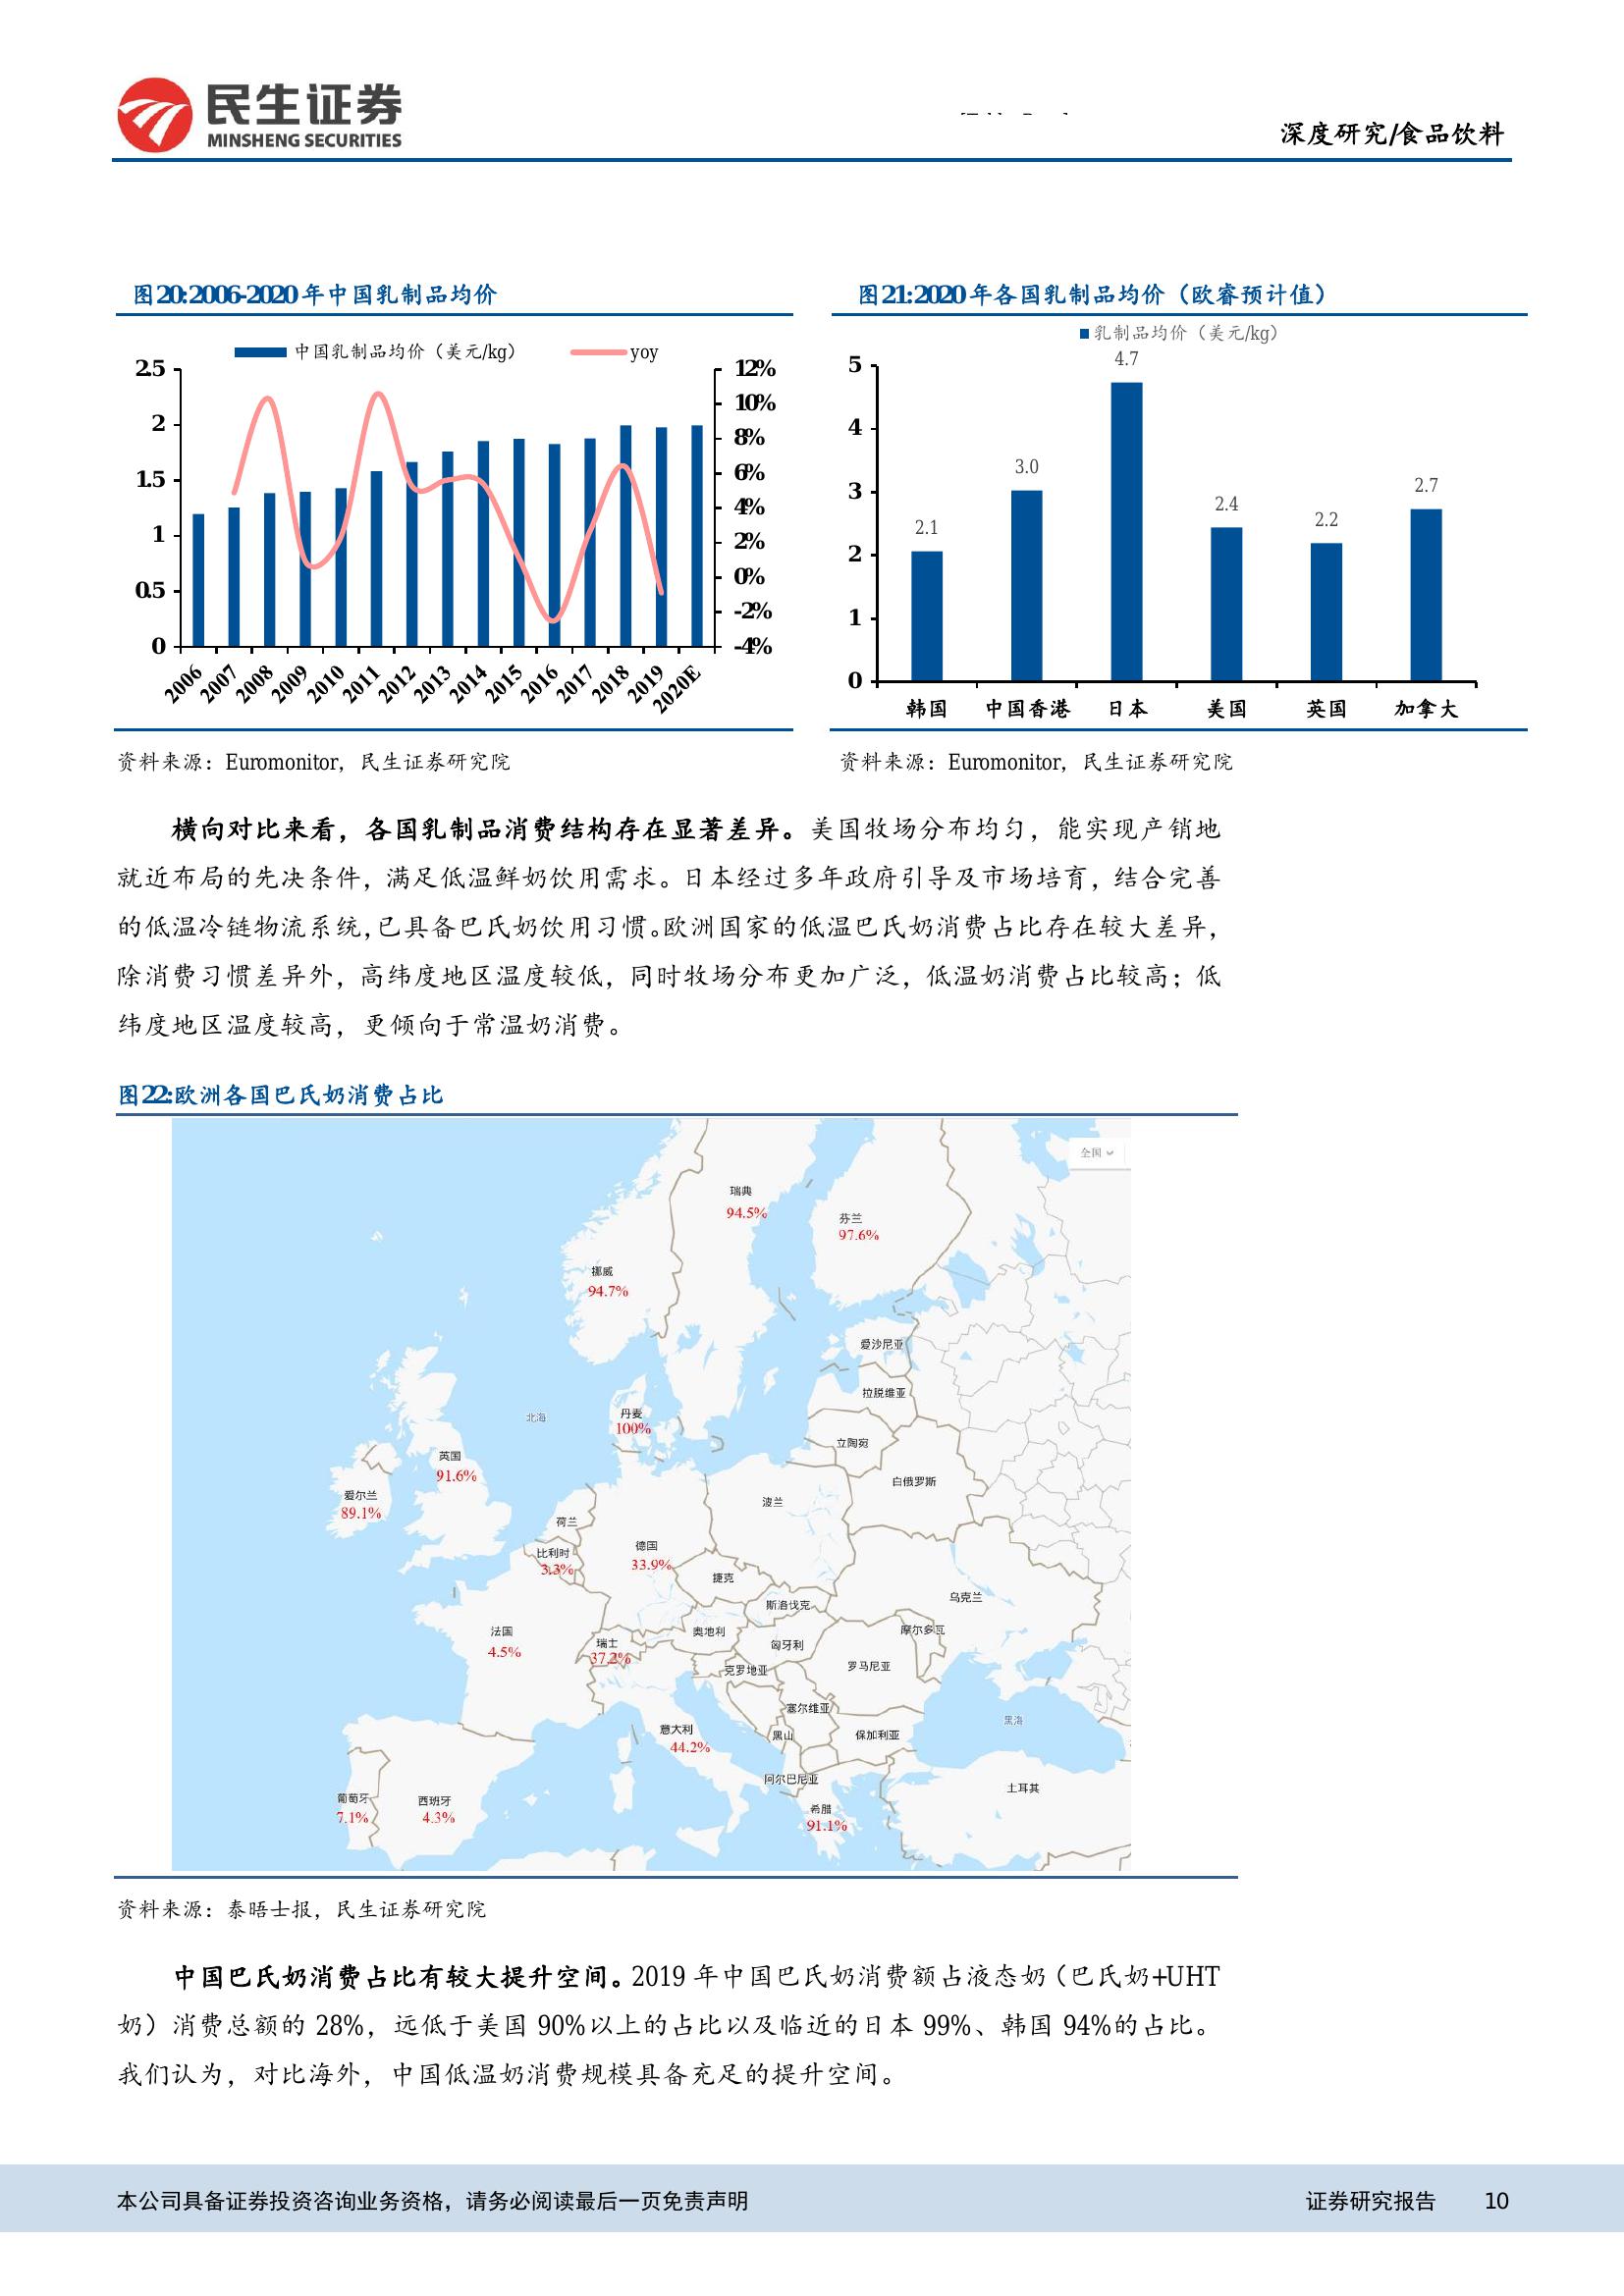 民生证券
MINSHENG SECURITIES
深度研究/食品饮料
图20:2006-2020年中国乳制品均价
中国乳制品均价（美元/kg） yoy
2.5
2
1.5
1
0.5
0
12%
10%
8%
6%
4%
2%
0%
-2%
-4%
2006 2007 2008 2009 2010 2011 2012 2013 2014 2015 2016 2017 2018 2019 2020E
资料来源：Euromonitor，民生证券研究院
图21:2020年各国乳制品均价（欧睿预计值）
乳制品均价（美元/kg）
5
4
3
2
1
0
2.1 3.0 4.7 2.4 2.2 2.7
韩国 中国香港 日本 美国 英国 加拿大
资料来源：Euromonitor，民生证券研究院
横向对比来看，各国乳制品消费结构存在显著差异。美国牧场分布均匀，能实现产销地
就近布局的先决条件，满足低温鲜奶饮用需求。日本经过多年政府引导及市场培育，结合完善
的低温冷链物流系统，已具备巴氏奶饮用习惯。欧洲国家的低温巴氏奶消费占比存在较大差异，
除消费习惯差异外，高纬度地区温度较低，同时牧场分布更加广泛，低温奶消费占比较高；低
纬度地区温度较高，更倾向于常温奶消费。
图22:欧洲各国巴氏奶消费占比
全国
瑞典
94.5%
芬兰
97.6%
挪威
94.7%
爱沙尼亚
拉脱维亚
丹麦
100%
北海
立陶宛
英国
91.6%
白俄罗斯
爱尔兰
89.1%
波兰
荷兰
德国
33.9%
比利时
3.3%
捷克
乌克兰
斯洛伐克
法国
4.5%
瑞士
37.2%
奥地利
摩尔多瓦
匈牙利
克罗地亚
罗马尼亚
塞尔维亚
黑海
意大利
44.2%
黑山
保加利亚
阿尔巴尼亚
土耳其
葡萄牙
7.1%
西班牙
4.3%
希腊
91.1%
资料来源：泰晤士报，民生证券研究院
中国巴氏奶消费占比有较大提升空间。2019 年中国巴氏奶消费额占液态奶（巴氏奶+UHT
奶）消费总额的 28%，远低于美国 90%以上的占比以及临近的日本 99%、韩国 94%的占比。
我们认为，对比海外，中国低温奶消费规模具备充足的提升空间。
本公司具备证券投资咨询业务资格，请务必阅读最后一页免责声明
证券研究报告 10